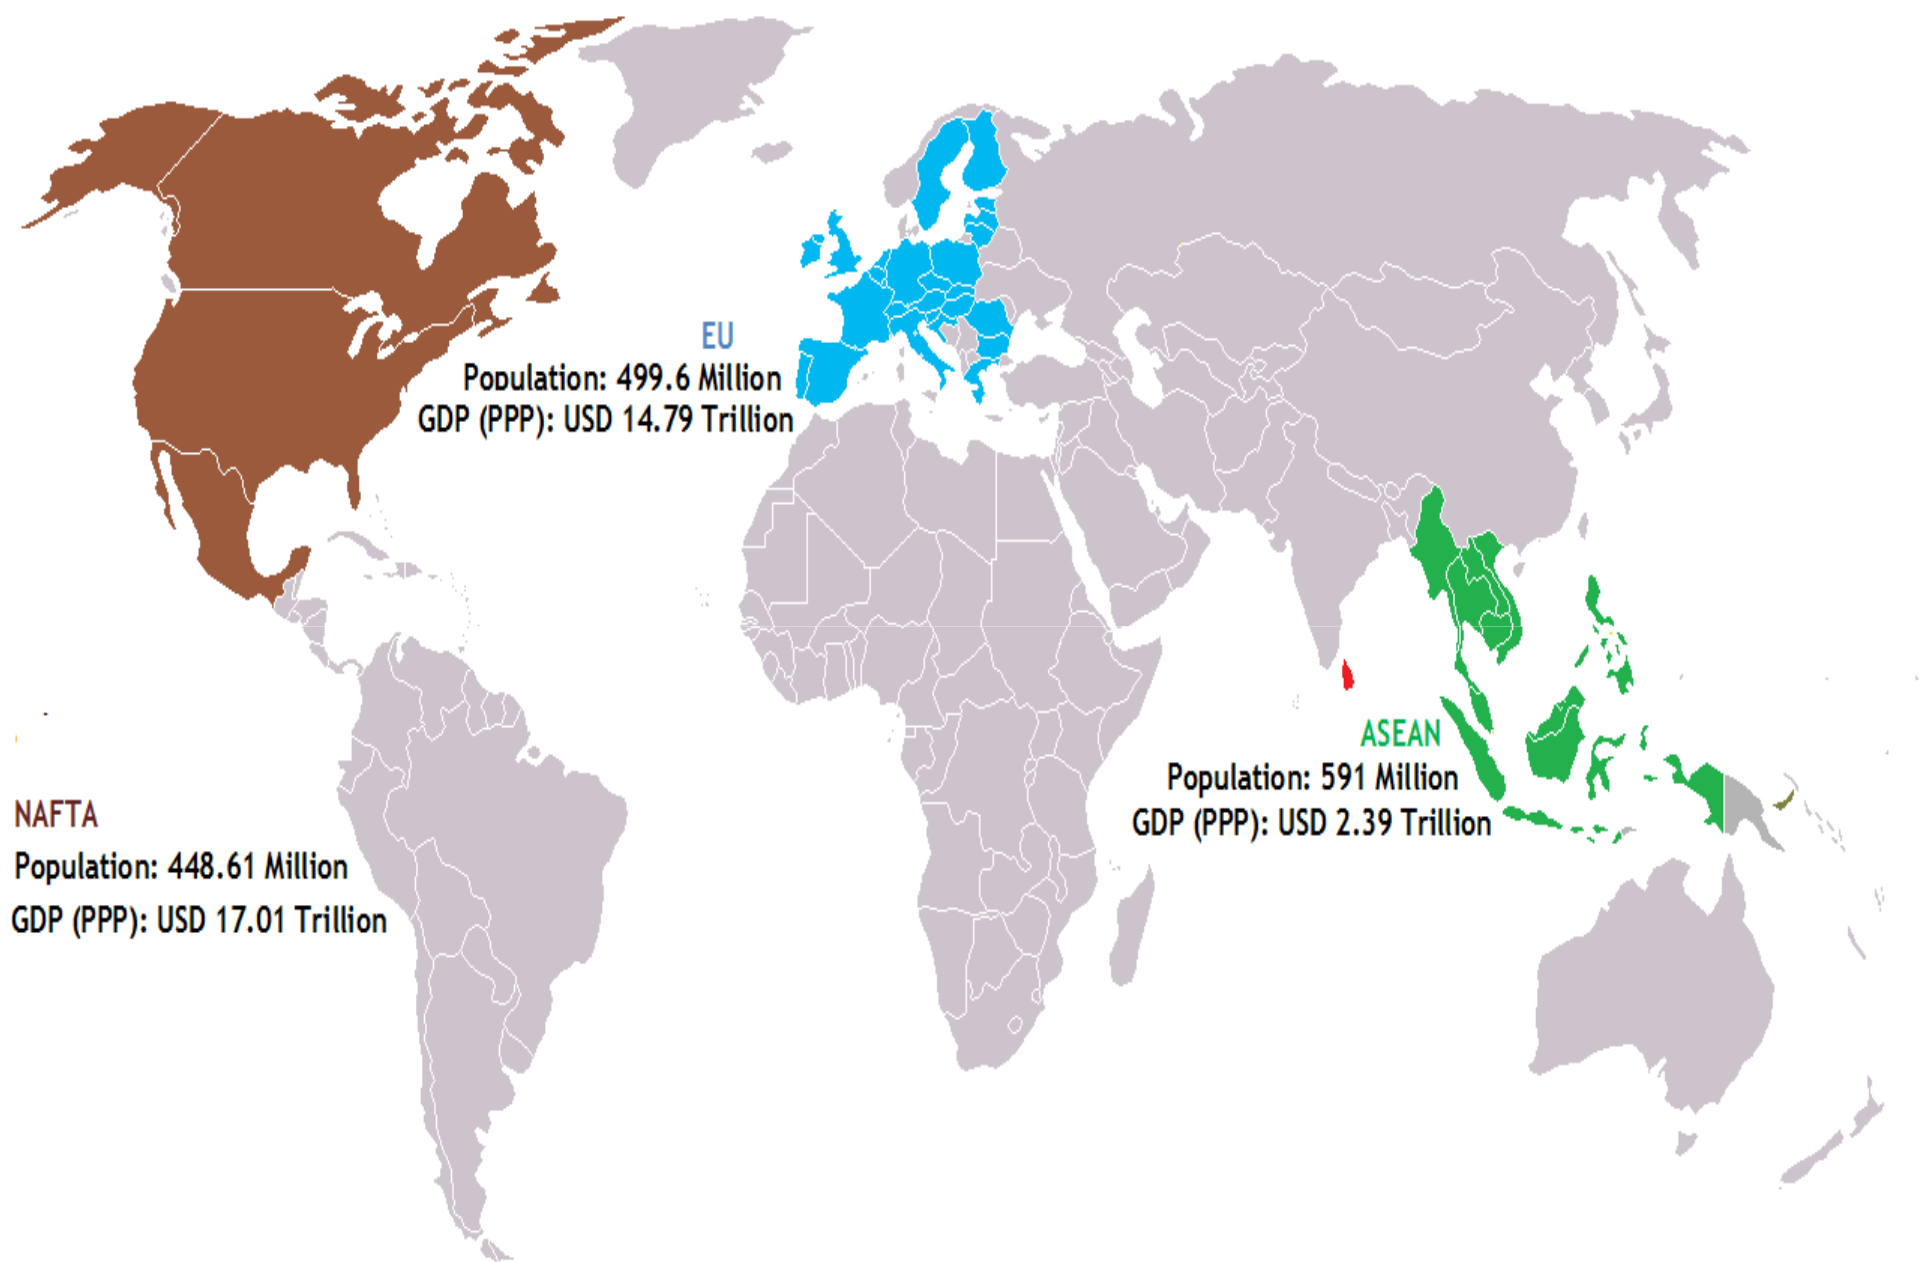 EU
Population: 499.6 Million
GDP (PPP): USD 14.79 Trillion
ASEAN
Population: 591 Million
GDP (PPP): USD 2.39 Trillion
NAFTA
Population: 448.61 Million
GDP (PPP): USD 17.01 Trillion